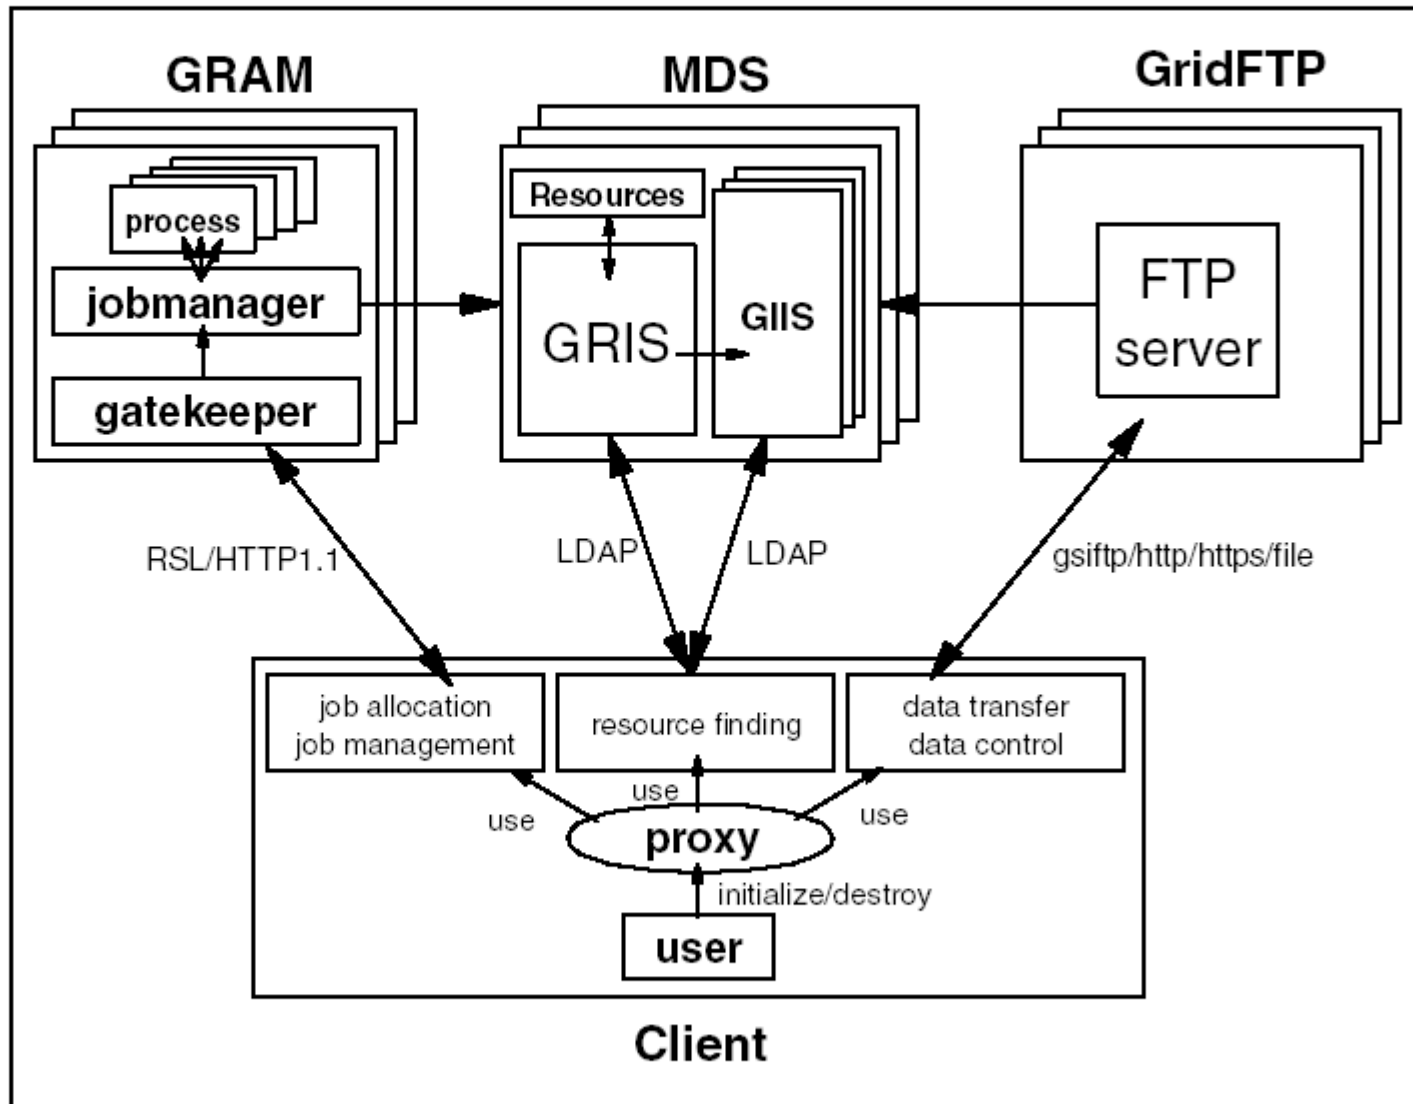 GRAM
MDS
GridFTP
process
jobmanager
gatekeeper
Resources
GRIS
GIIS
FTP
server
RSL/HTTP1.1
LDAP
LDAP
gsiftp/http/https/file
job allocation
job management
resource finding
data transfer
data control
use
use
use
proxy
initialize/destroy
user
Client